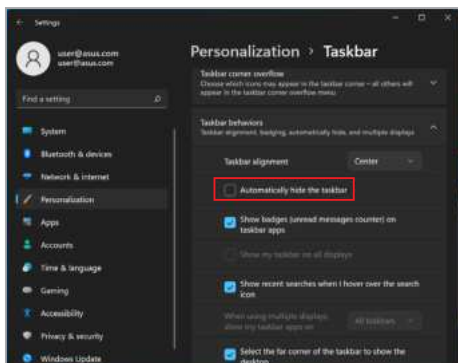 Settings
user@asus.com
user@asus.com
Find a setting
System
Bluetooth & devices
Network & internet
Personalization
Apps
Accounts
Time & language
Gaming
Accessibility
Privacy & security
Windows Update
Personalization > Taskbar
Taskbar corner overflow
Choose which icons may appear in the taskbar corner – all others will
appear in the taskbar corner overflow menu
Taskbar behaviors
Taskbar alignment, badging, automatically hide, and multiple displays
Taskbar alignment
Center
Automatically hide the taskbar
Show badges (unread messages counter) on
taskbar apps
Show my taskbar on all displays
Show recent searches when I hover over the search
icon
When using multiple displays,
show my taskbar apps on
All taskbars
Select the far corner of the taskbar to show the
desktop